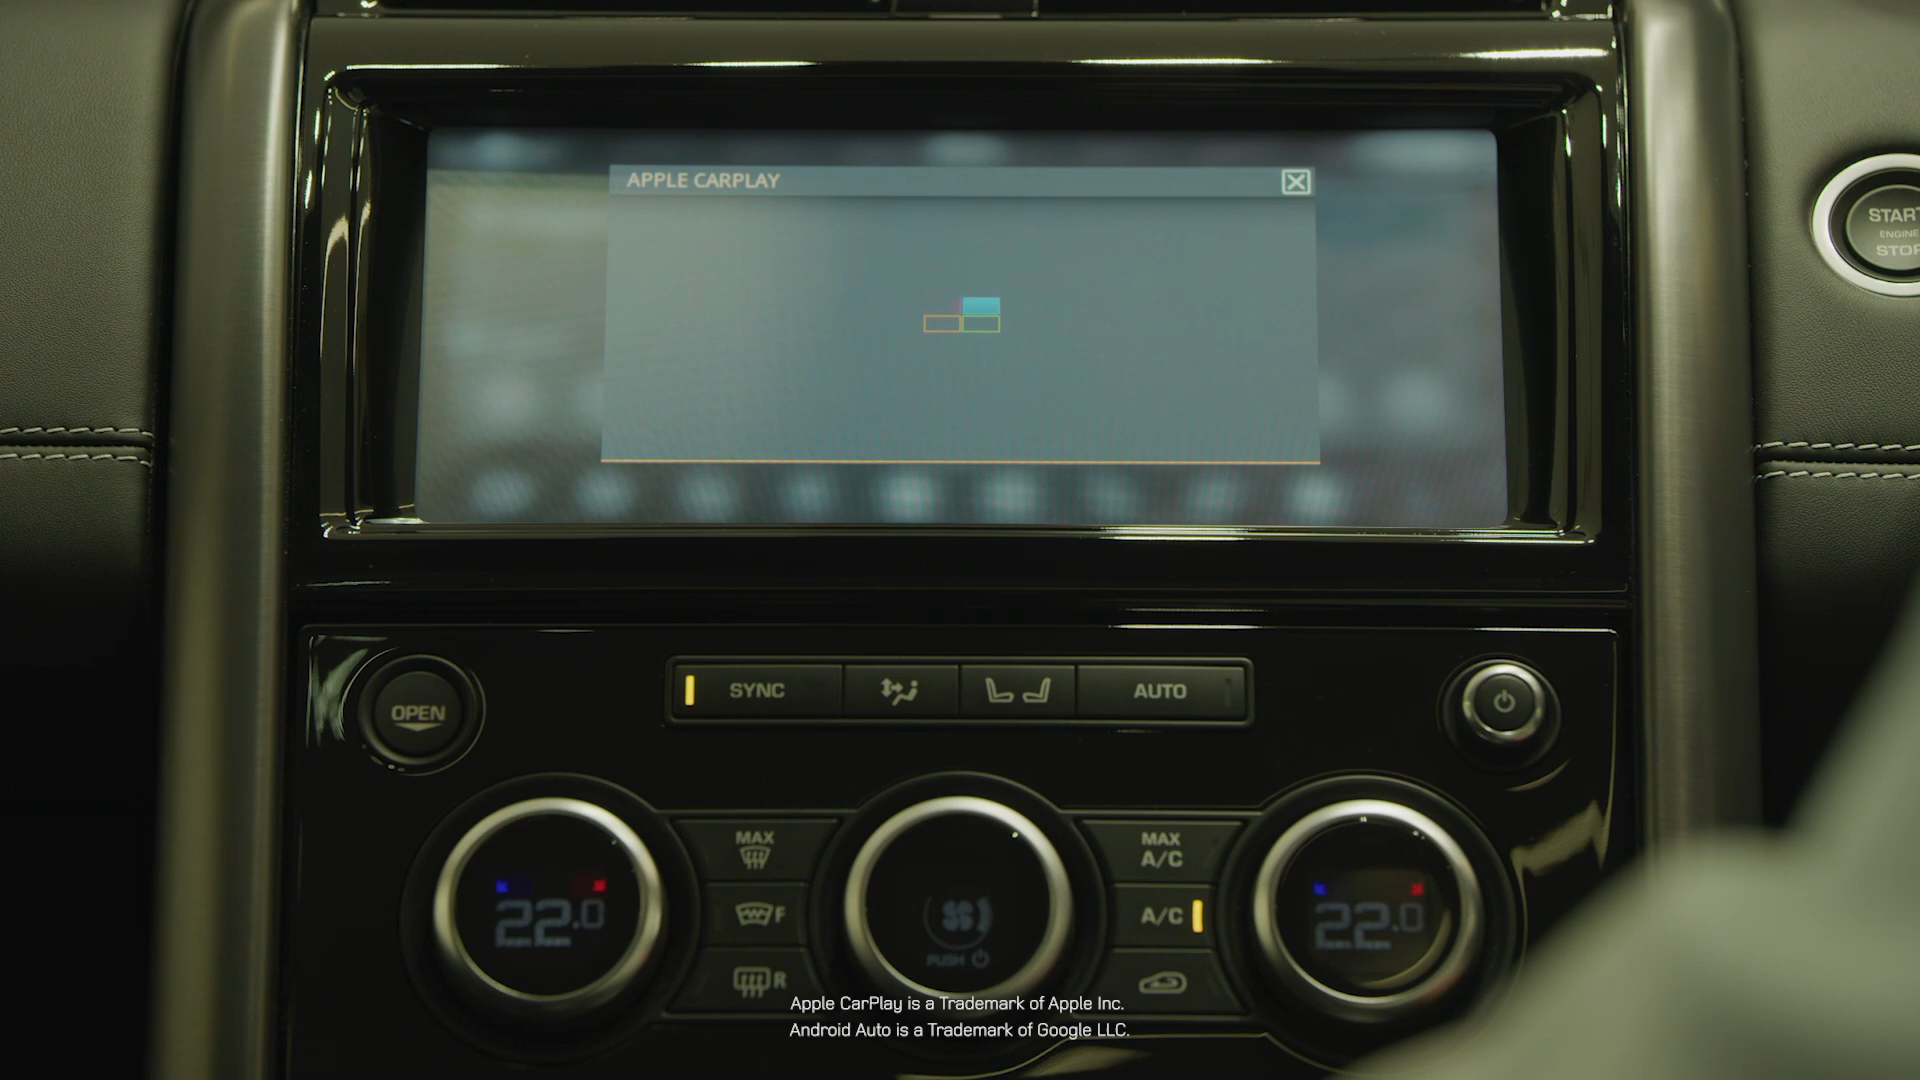 APPLE CARPLAY
START
ENGINE
STOP
OPEN
SYNC
AUTO
MAX
MAX
A/C
22.0
F
A/C
22.0
PUSH
R
Apple CarPlay is a Trademark of Apple Inc.
Android Auto is a Trademark of Google LLC.